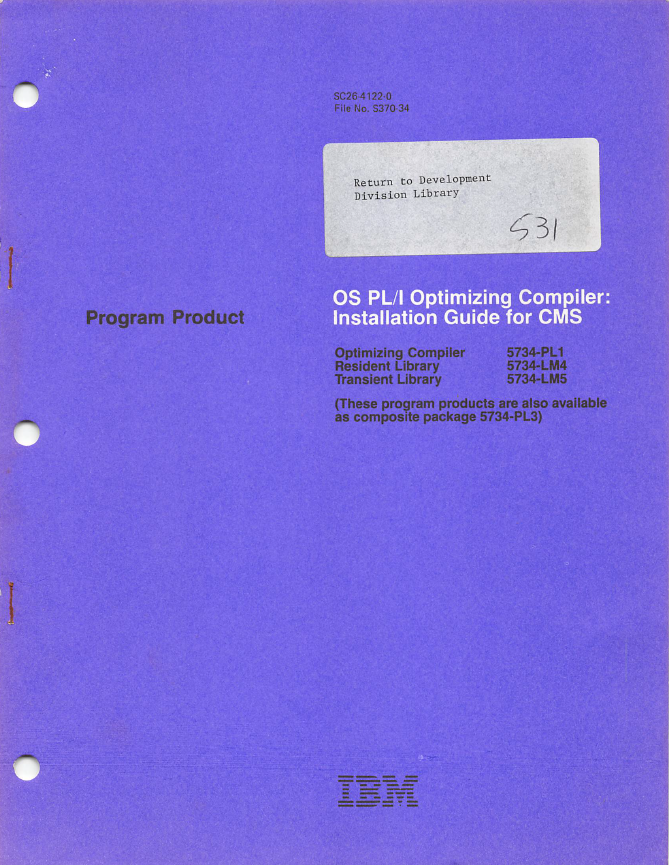 SC26-4122-0
File No. S370-34
Return to Development
Division Library
531
Program Product
OS PL/I Optimizing Compiler:
Installation Guide for CMS
Optimizing Compiler 5734-PL1
Resident Library 5734-LM4
Transient Library 5734-LM5
(These program products are also available
as composite package 5734-PL3)
IBM